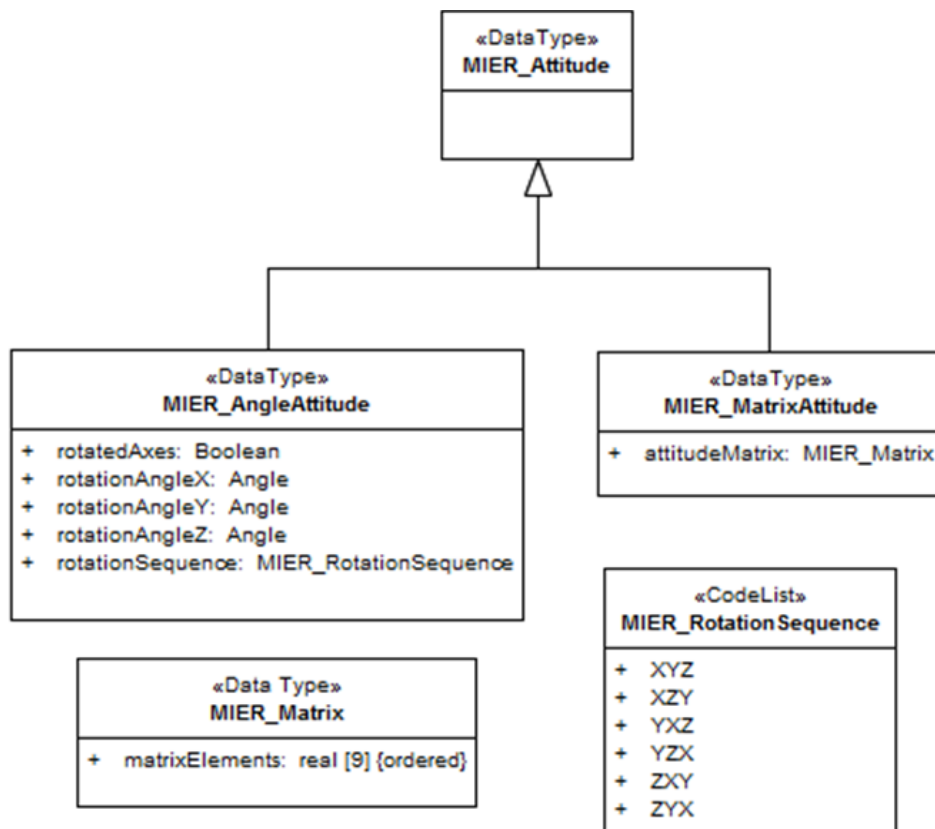 «DataType»
MIER_Attitude
«DataType»
MIER_AngleAttitude
+ rotatedAxes: Boolean
+ rotationAngleX: Angle
+ rotationAngleY: Angle
+ rotationAngleZ: Angle
+ rotationSequence: MIER_RotationSequence
«DataType»
MIER_MatrixAttitude
+ attitudeMatrix: MIER_Matrix
«Data Type»
MIER_Matrix
+ matrixElements: real [9] {ordered}
«CodeList»
MIER_RotationSequence
+ XYZ
+ XZY
+ YXZ
+ YZX
+ ZXY
+ ZYX